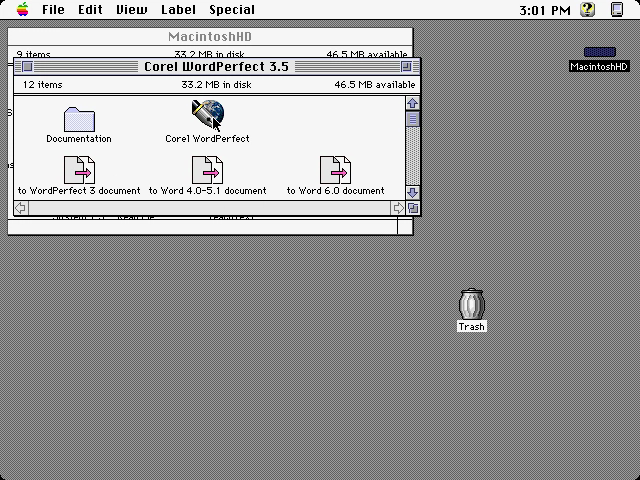 File Edit View Label Special 3:01 PM
MacintoshHD
9 items 33.2 MB in disk 46.5 MB available
MacintoshHD
Corel WordPerfect 3.5
12 items 33.2 MB in disk 46.5 MB available
Documentation Corel WordPerfect
to WordPerfect 3 document to Word 4.0-5.1 document to Word 6.0 document
Trash